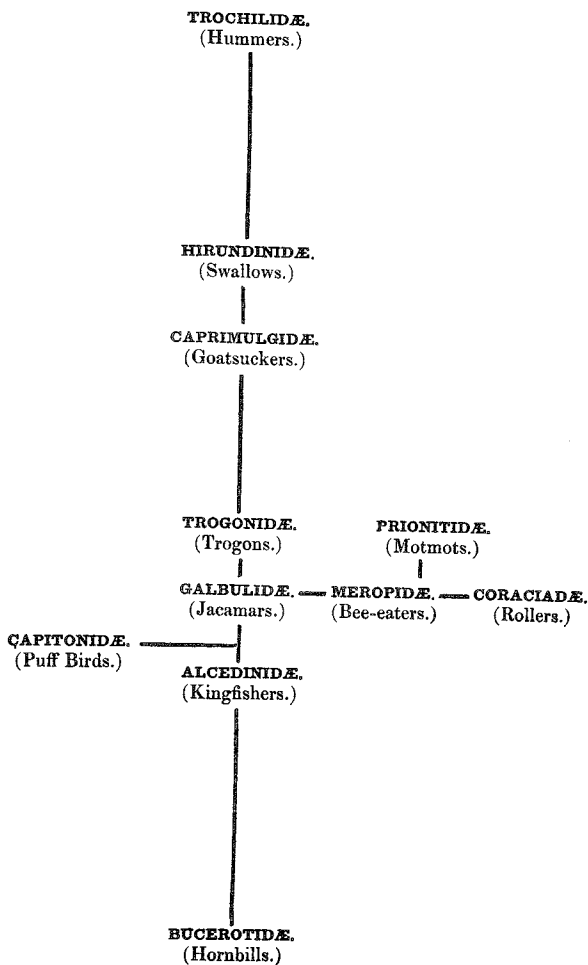 TROCHILIDÆ.
(Hummers.)
HIRUNDINIDÆ.
(Swallows.)
CAPRIMULGIDÆ.
(Goatsuckers.)
TROGONIDÆ.
(Trogons.)
PRIONITIDÆ.
(Motmots.)
GALBULIDÆ.
(Jacamars.)
MEROPIDÆ.
(Bee-eaters.)
CORACIADÆ.
(Rollers.)
CAPITONIDÆ.
(Puff Birds.)
ALCEDINIDÆ.
(Kingfishers.)
BUCEROTIDÆ.
(Hornbills.)